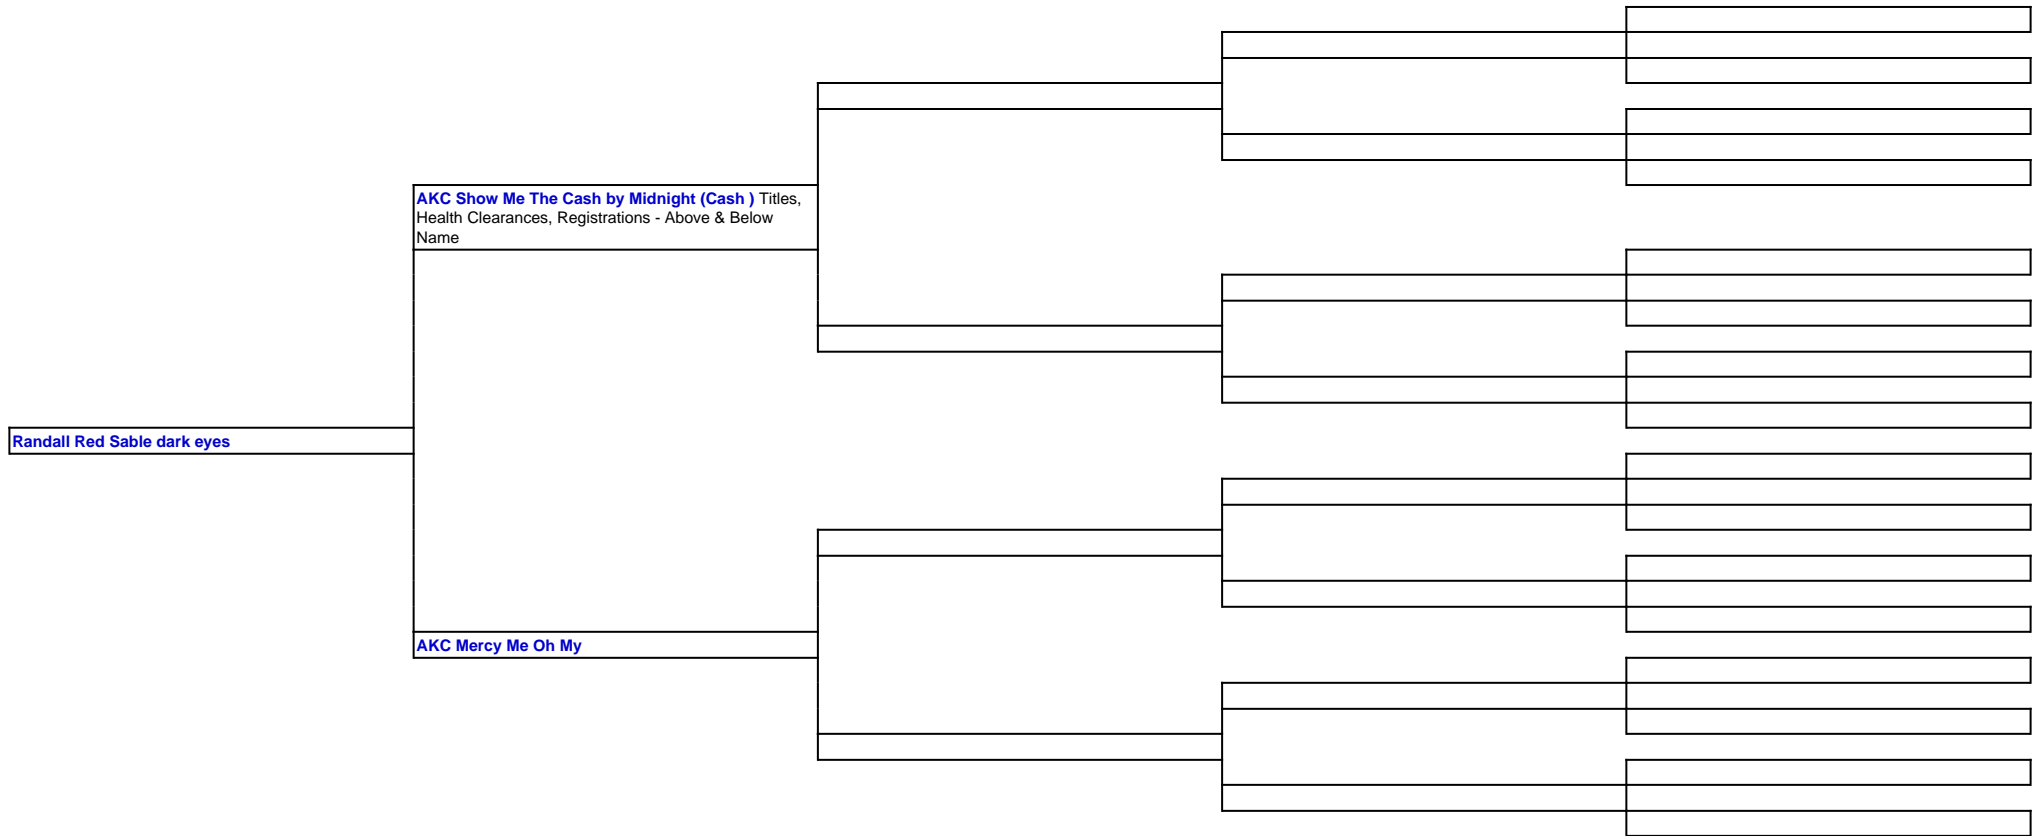 AKC Show Me The Cash by Midnight (Cash ) Titles,
Health Clearances, Registrations - Above & Below
Name
Randall Red Sable dark eyes
AKC Mercy Me Oh My